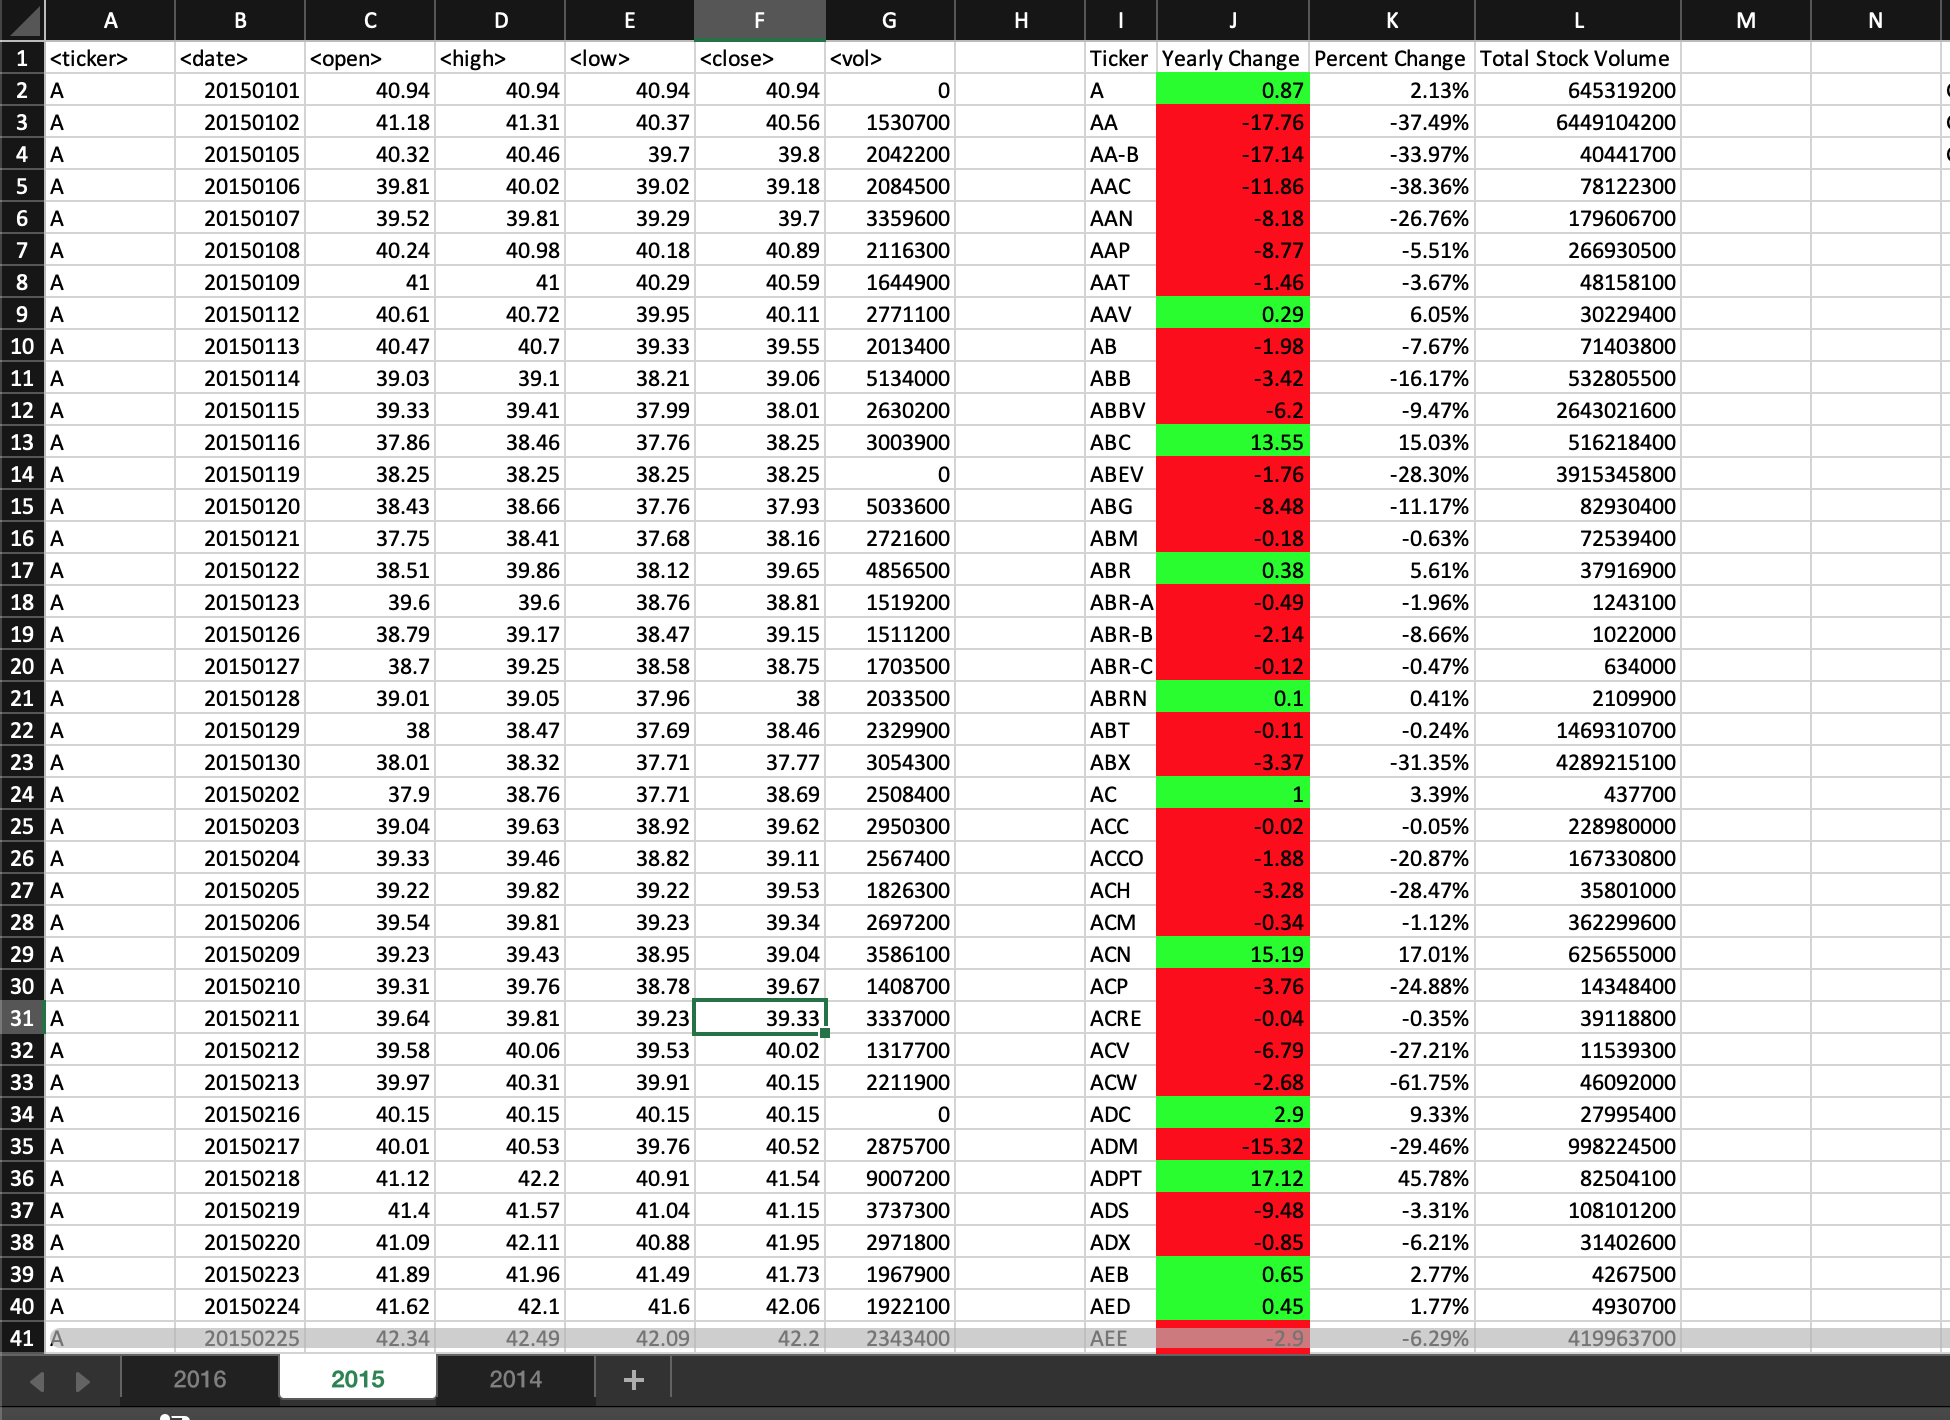 A B C D E F G H I J K L M N
1 <ticker> <date> <open> <high> <low> <close> <vol> Ticker Yearly Change Percent Change Total Stock Volume
2 A 20150101 40.94 40.94 40.94 40.94 0 A 0.87 2.13% 645319200
3 A 20150102 41.18 41.31 40.37 40.56 1530700 AA -17.76 -37.49% 6449104200
4 A 20150105 40.32 40.46 39.7 39.8 2042200 AA-B -17.14 -33.97% 40441700
5 A 20150106 39.81 40.02 39.02 39.18 2084500 AAC -11.86 -38.36% 78122300
6 A 20150107 39.52 39.81 39.29 39.7 3359600 AAN -8.18 -26.76% 179606700
7 A 20150108 40.24 40.98 40.18 40.89 2116300 AAP -8.77 -5.51% 266930500
8 A 20150109 41 41 40.29 40.59 1644900 AAT -1.46 -3.67% 48158100
9 A 20150112 40.61 40.72 39.95 40.11 2771100 AAV 0.29 6.05% 30229400
10 A 20150113 40.47 40.7 39.33 39.55 2013400 AB -1.98 -7.67% 71403800
11 A 20150114 39.03 39.1 38.21 39.06 5134000 ABB -3.42 -16.17% 532805500
12 A 20150115 39.33 39.41 37.99 38.01 2630200 ABBV -6.2 -9.47% 2643021600
13 A 20150116 37.86 38.46 37.76 38.25 3003900 ABC 13.55 15.03% 516218400
14 A 20150119 38.25 38.25 38.25 38.25 0 ABEV -1.76 -28.30% 3915345800
15 A 20150120 38.43 38.66 37.76 37.93 5033600 ABG -8.48 -11.17% 82930400
16 A 20150121 37.75 38.41 37.68 38.16 2721600 ABM -0.18 -0.63% 72539400
17 A 20150122 38.51 39.86 38.12 39.65 4856500 ABR 0.38 5.61% 37916900
18 A 20150123 39.6 39.6 38.76 38.81 1519200 ABR-A -0.49 -1.96% 1243100
19 A 20150126 38.79 39.17 38.47 39.15 1511200 ABR-B -2.14 -8.66% 1022000
20 A 20150127 38.7 39.25 38.58 38.75 1703500 ABR-C -0.12 -0.47% 634000
21 A 20150128 39.01 39.05 37.96 38 2033500 ABRN 0.1 0.41% 2109900
22 A 20150129 38 38.47 37.69 38.46 2329900 ABT -0.11 -0.24% 1469310700
23 A 20150130 38.01 38.32 37.71 37.77 3054300 ABX -3.37 -31.35% 4289215100
24 A 20150202 37.9 38.76 37.71 38.69 2508400 AC 1 3.39% 437700
25 A 20150203 39.04 39.63 38.92 39.62 2950300 ACC -0.02 -0.05% 228980000
26 A 20150204 39.33 39.46 38.82 39.11 2567400 ACCO -1.88 -20.87% 167330800
27 A 20150205 39.22 39.82 39.22 39.53 1826300 ACH -3.28 -28.47% 35801000
28 A 20150206 39.54 39.81 39.23 39.34 2697200 ACM -0.34 -1.12% 362299600
29 A 20150209 39.23 39.43 38.95 39.04 3586100 ACN 15.19 17.01% 625655000
30 A 20150210 39.31 39.76 38.78 39.67 1408700 ACP -3.76 -24.88% 14348400
31 A 20150211 39.64 39.81 39.23 39.33 3337000 ACRE -0.04 -0.35% 39118800
32 A 20150212 39.58 40.06 39.53 40.02 1317700 ACV -6.79 -27.21% 11539300
33 A 20150213 39.97 40.31 39.91 40.15 2211900 ACW -2.68 -61.75% 46092000
34 A 20150216 40.15 40.15 40.15 40.15 0 ADC 2.9 9.33% 27995400
35 A 20150217 40.01 40.53 39.76 40.52 2875700 ADM -15.32 -29.46% 998224500
36 A 20150218 41.12 42.2 40.91 41.54 9007200 ADPT 17.12 45.78% 82504100
37 A 20150219 41.4 41.57 41.04 41.15 3737300 ADS -9.48 -3.31% 108101200
38 A 20150220 41.09 42.11 40.88 41.95 2971800 ADX -0.85 -6.21% 31402600
39 A 20150223 41.89 41.96 41.49 41.73 1967900 AEB 0.65 2.77% 4267500
40 A 20150224 41.62 42.1 41.6 42.06 1922100 AED 0.45 1.77% 4930700
41 A 20150225 42.34 42.49 42.09 42.2 2343400 AEE -2.9 -6.29% 419963700
2016 2015 2014 +